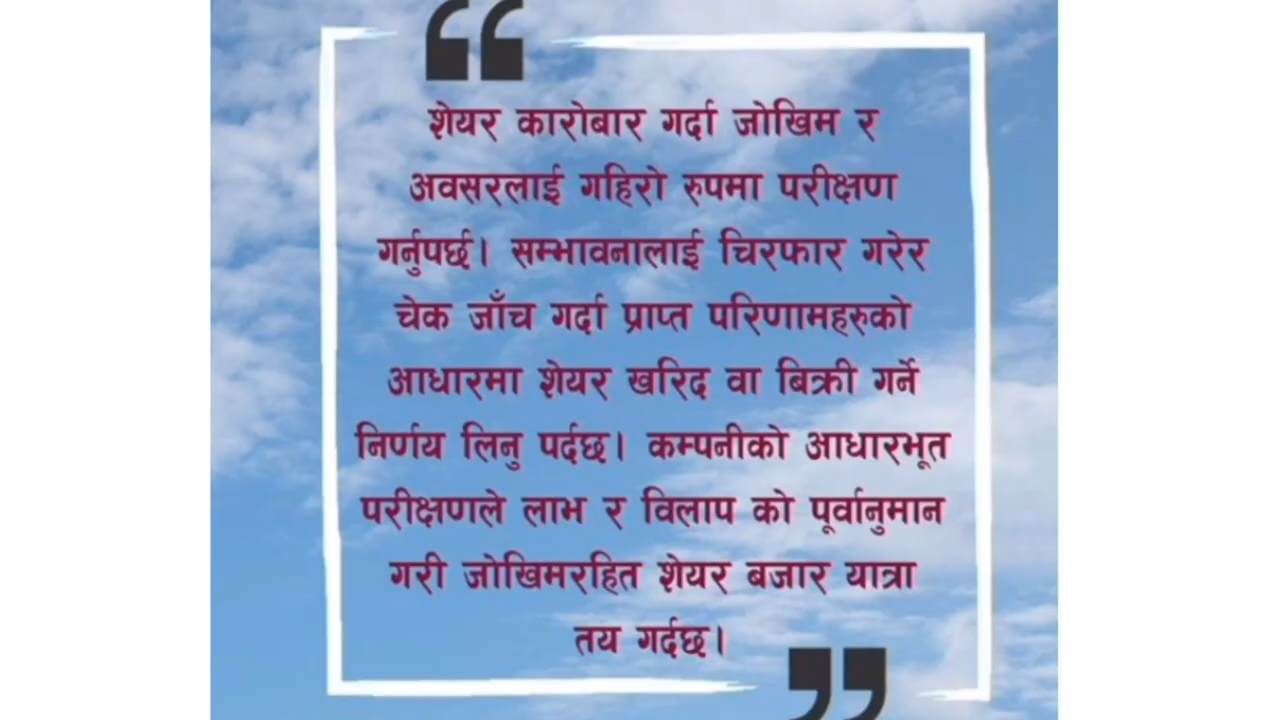 शेयर कारोबार गर्दा जोखिम र
अवसरलाई गहिरो रुपमा परीक्षण
गर्नुपर्छ। सम्भावनालाई चिरफार गरेर
चेक जाँच गर्दा प्राप्त परिणामहरुको
आधारमा शेयर खरिद वा बिक्री गर्ने
निर्णय लिनु पर्दछ। कम्पनीको आधारभूत
परीक्षणले लाभ र विलाप को पूर्वानुमान
गरी जोखिमरहित शेयर बजार यात्रा
तय गर्दछ।